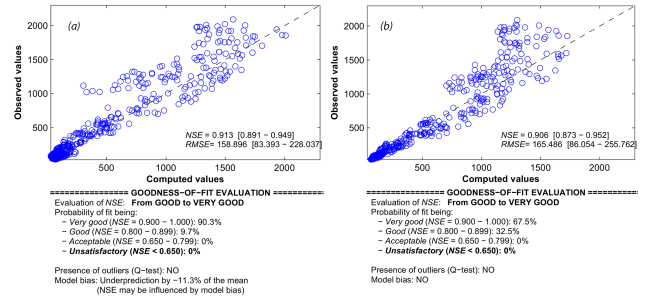 (a)
Observed values
2000
1500
1000
500
NSE = 0.913 [0.891 − 0.949]
RMSE= 158.896 [83.393 − 228.037]
500 1000 1500 2000
Computed values
================ GOODNESS−OF−FIT EVALUATION ===========
Evaluation of NSE: From GOOD to VERY GOOD
Probability of fit being:
− Very good (NSE = 0.900 − 1.000): 90.3%
− Good (NSE = 0.800 − 0.899): 9.7%
− Acceptable (NSE = 0.650 − 0.799): 0%
− Unsatisfactory (NSE < 0.650): 0%
Presence of outliers (Q−test): NO
Model bias: Underprediction by −11.3% of the mean
(NSE may be influenced by model bias)
(b)
Observed values
2000
1500
1000
500
NSE = 0.906 [0.873 − 0.952]
RMSE= 165.486 [86.054 − 255.762]
500 1000 1500 2000
Computed values
================ GOODNESS−OF−FIT EVALUATION ===========
Evaluation of NSE: From GOOD to VERY GOOD
Probability of fit being:
− Very good (NSE = 0.900 − 1.000): 67.5%
− Good (NSE = 0.800 − 0.899): 32.5%
− Acceptable (NSE = 0.650 − 0.799): 0%
− Unsatisfactory (NSE < 0.650): 0%
Presence of outliers (Q−test): NO
Model bias: NO